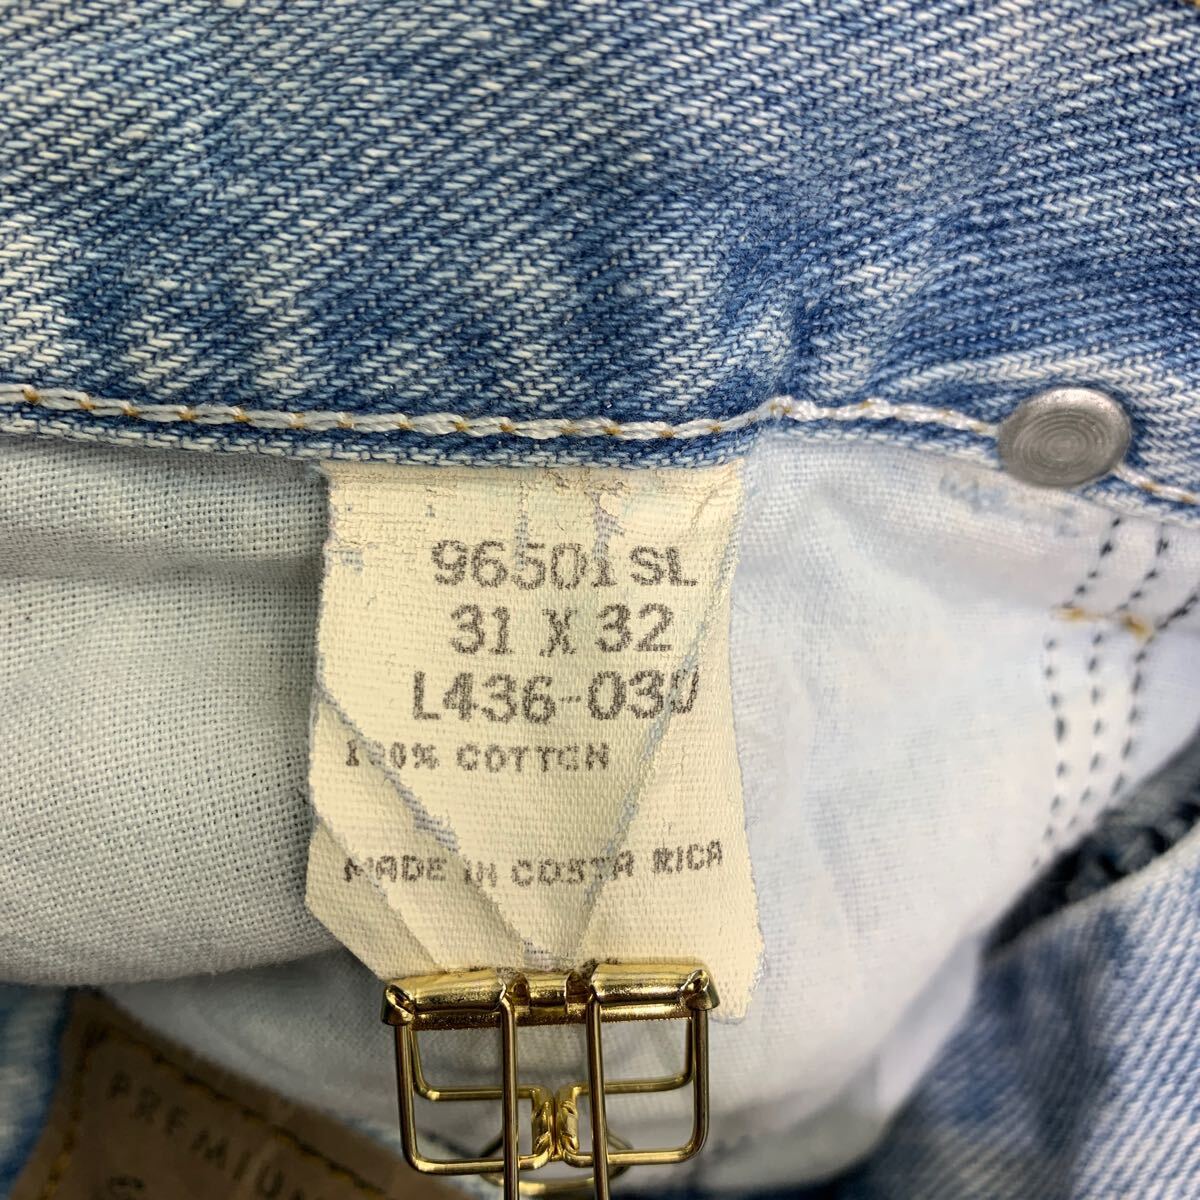 96501SL
31 X 32
L436-030
100% COTTON
MADE IN COSTA RICA
PREMIUM